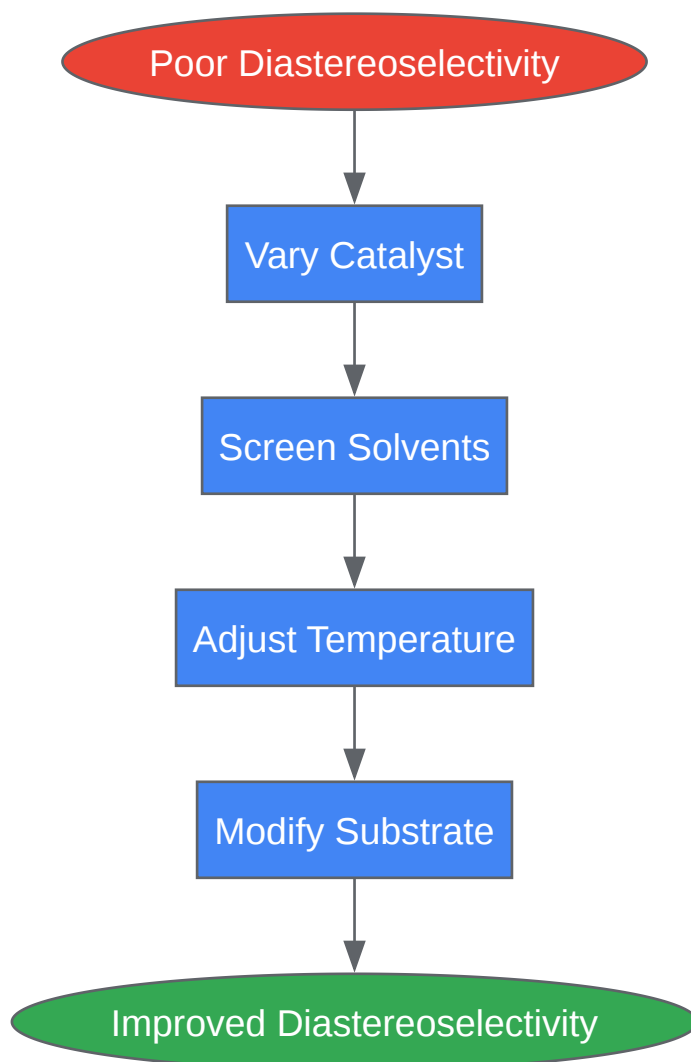 Poor Diastereoselectivity
Vary Catalyst
Screen Solvents
Adjust Temperature
Modify Substrate
Improved Diastereoselectivity